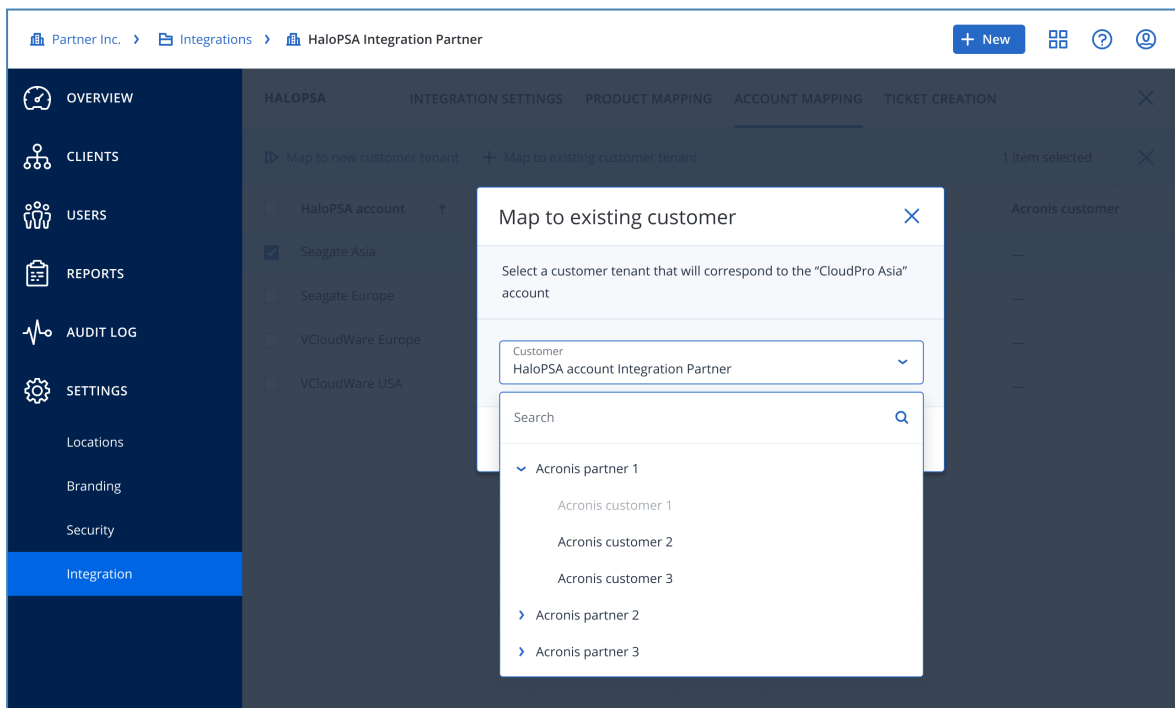 Partner Inc. Integrations HaloPSA Integration Partner New
OVERVIEW
CLIENTS
USERS
REPORTS
AUDIT LOG
SETTINGS
Locations
Branding
Security
Integration
HALOPSA INTEGRATION SETTINGS PRODUCT MAPPING ACCOUNT MAPPING TICKET CREATION
Map to new customer tenant Map to existing customer tenant 1 item selected
HaloPSA account Acronis customer
Seagate Asia —
Seagate Europe
VCloudWare Europe —
VCloudWare USA —
Map to existing customer
Select a customer tenant that will correspond to the “CloudPro Asia”
account
Customer
HaloPSA account Integration Partner
Search
Acronis partner 1
Acronis customer 1
Acronis customer 2
Acronis customer 3
Acronis partner 2
Acronis partner 3